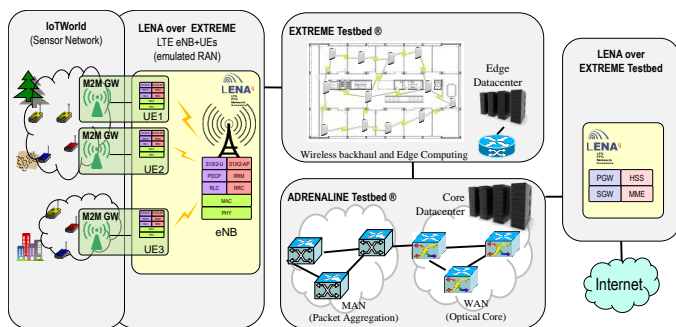 IoTWorld
(Sensor Network)
LENA over EXTREME
LTE eNB+UEs
(emulated RAN)
M2M GW
UE1
M2M GW
UE2
M2M GW
UE3
LENA
S1/X2-U
S1/X2-AP
PDCP
RRM
RLC
RRC
MAC
PHY
eNB
EXTREME Testbed ®
Edge
Datacenter
Wireless backhaul and Edge Computing
ADRENALINE Testbed ®
Core
Datacenter
MAN
(Packet Aggregation)
WAN
(Optical Core)
LENA over
EXTREME Testbed
LENA
PGW
HSS
SGW
MME
Internet